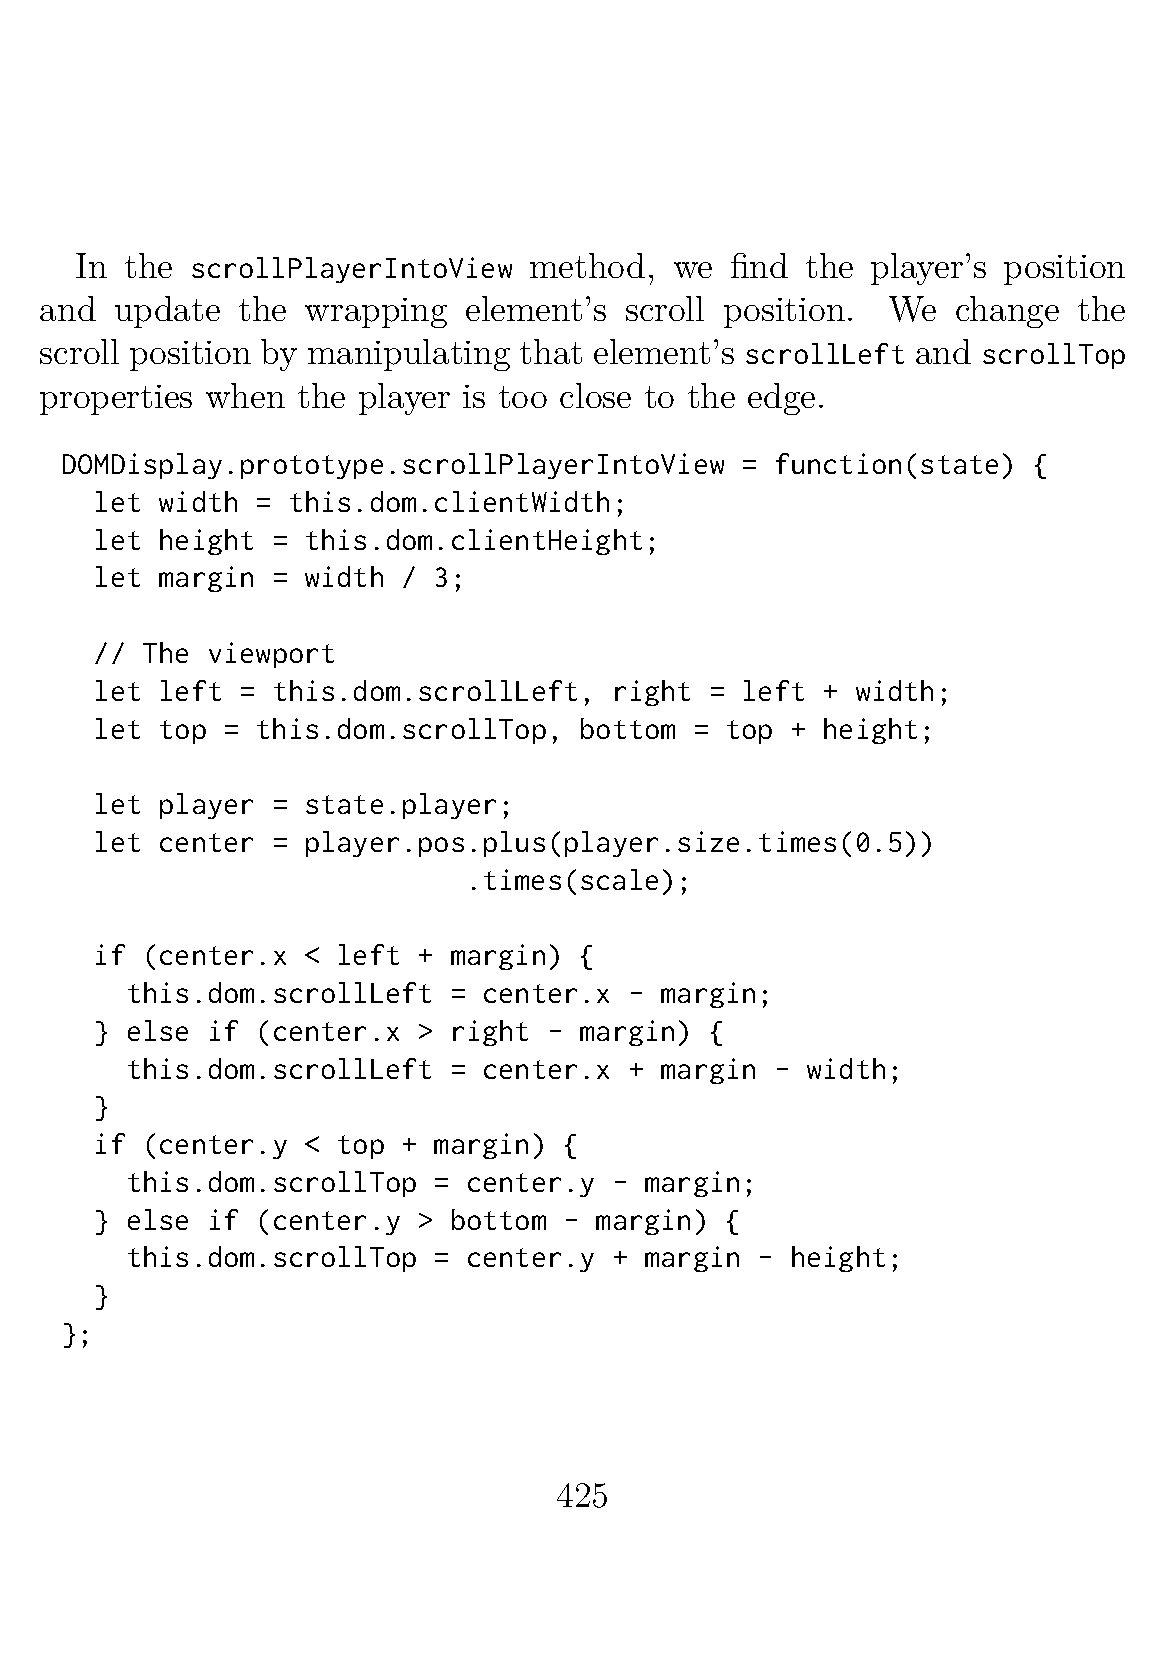 In the scrollPlayerIntoView method, we find the player's position
and update the wrapping element's scroll position. We change the
scroll position by manipulating that element's scrollLeft and scrollTop
properties when the player is too close to the edge.
DOMDisplay.prototype.scrollPlayerIntoView = function(state) {
  let width = this.dom.clientWidth;
  let height = this.dom.clientHeight;
  let margin = width / 3;

  // The viewport
  let left = this.dom.scrollLeft, right = left + width;
  let top = this.dom.scrollTop, bottom = top + height;

  let player = state.player;
  let center = player.pos.plus(player.size.times(0.5))
                         .times(scale);

  if (center.x < left + margin) {
    this.dom.scrollLeft = center.x - margin;
  } else if (center.x > right - margin) {
    this.dom.scrollLeft = center.x + margin - width;
  }
  if (center.y < top + margin) {
    this.dom.scrollTop = center.y - margin;
  } else if (center.y > bottom - margin) {
    this.dom.scrollTop = center.y + margin - height;
  }
};
425